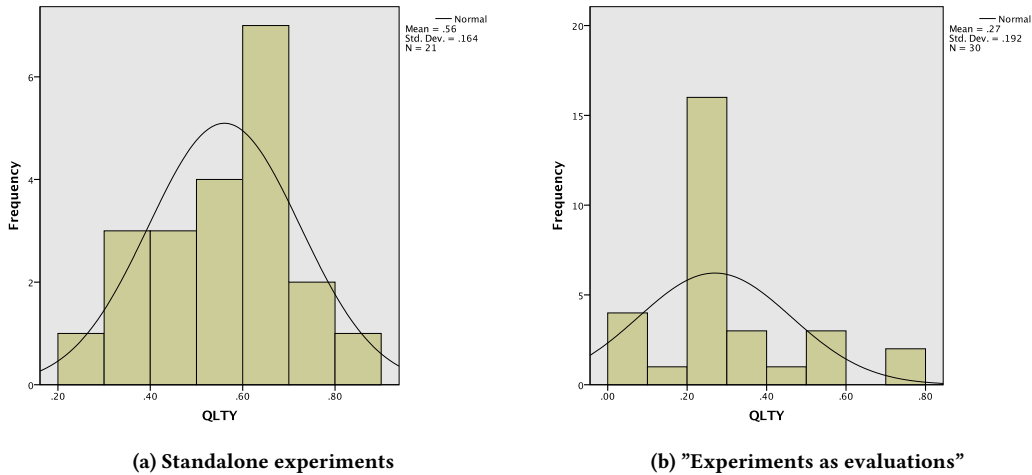 Normal
Mean = .56
Std. Dev. = .164
N = 21
6
4
2
0
Frequency
.20 .40 .60 .80
QLTY
(a) Standalone experiments
Normal
Mean = .27
Std. Dev. = .192
N = 30
20
15
10
5
0
Frequency
.00 .20 .40 .60 .80
QLTY
(b) ”Experiments as evaluations”